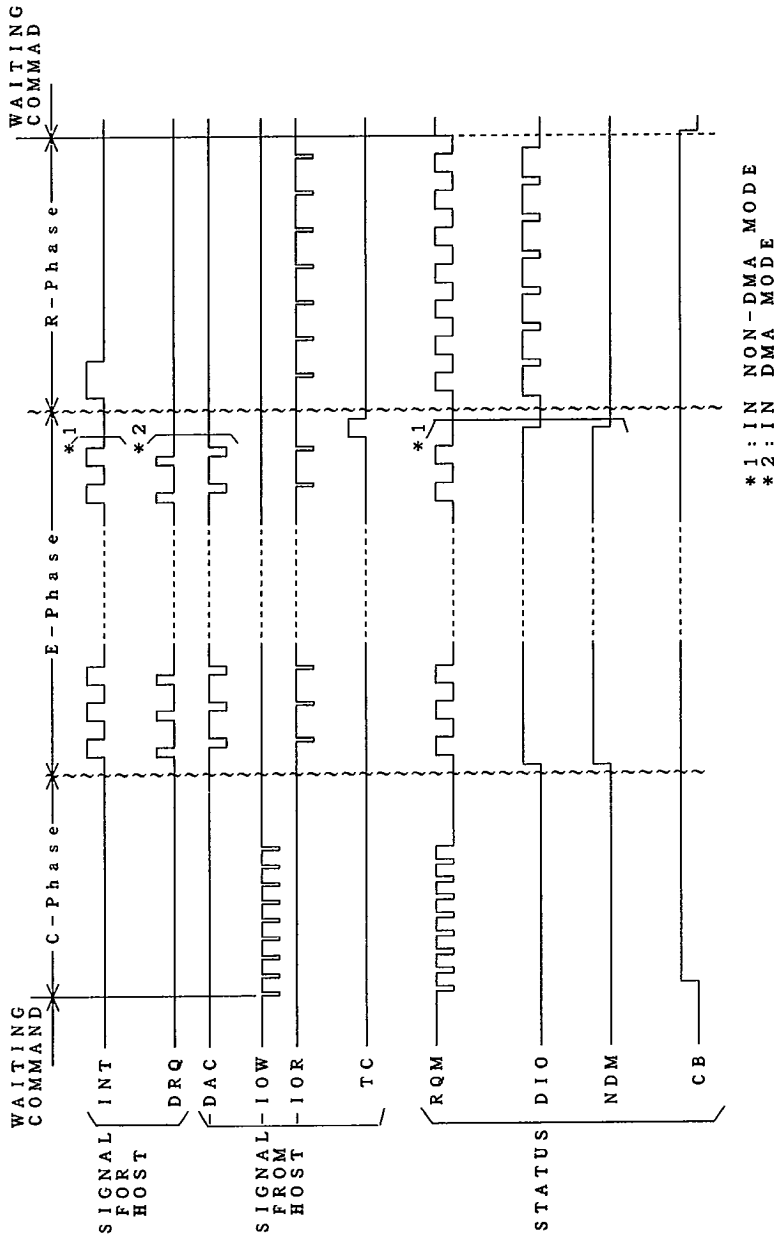 WAITING
COMMAND
C-Phase
E-Phase
R-Phase
WAITING
COMMAD
SIGNAL
FOR
HOST
INT
*1
DRQ
*2
SIGNAL
FROM
HOST
-DAC
-IOW
-IOR
TC
STATUS
RQM
*1
DIO
NDM
CB
*1:IN NON-DMA MODE
*2:IN DMA MODE